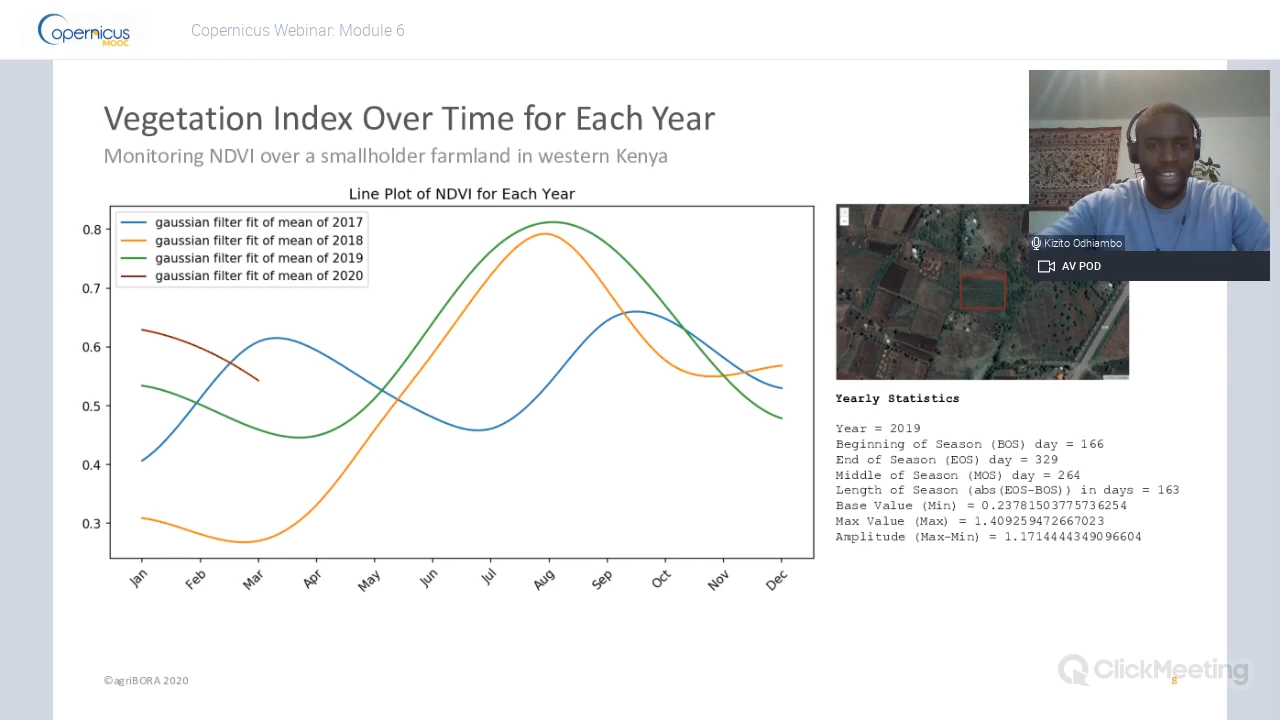 Copernicus
MOOC
Copernicus Webinar: Module 6
Vegetation Index Over Time for Each Year
Monitoring NDVI over a smallholder farmland in western Kenya
Line Plot of NDVI for Each Year
gaussian filter fit of mean of 2017
gaussian filter fit of mean of 2018
gaussian filter fit of mean of 2019
gaussian filter fit of mean of 2020
0.8
0.7
0.6
0.5
0.4
0.3
Jan Feb Mar Apr May Jun Jul Aug Sep Oct Nov Dec
Kizito Odhiambo
AV POD
Yearly Statistics
Year = 2019
Beginning of Season (BOS) day = 166
End of Season (EOS) day = 329
Middle of Season (MOS) day = 264
Length of Season (abs(EOS-BOS)) in days = 163
Base Value (Min) = 0.23781503775736254
Max Value (Max) = 1.409259472667023
Amplitude (Max-Min) = 1.1714444349096604
©agriBORA 2020
ClickMeeting
8